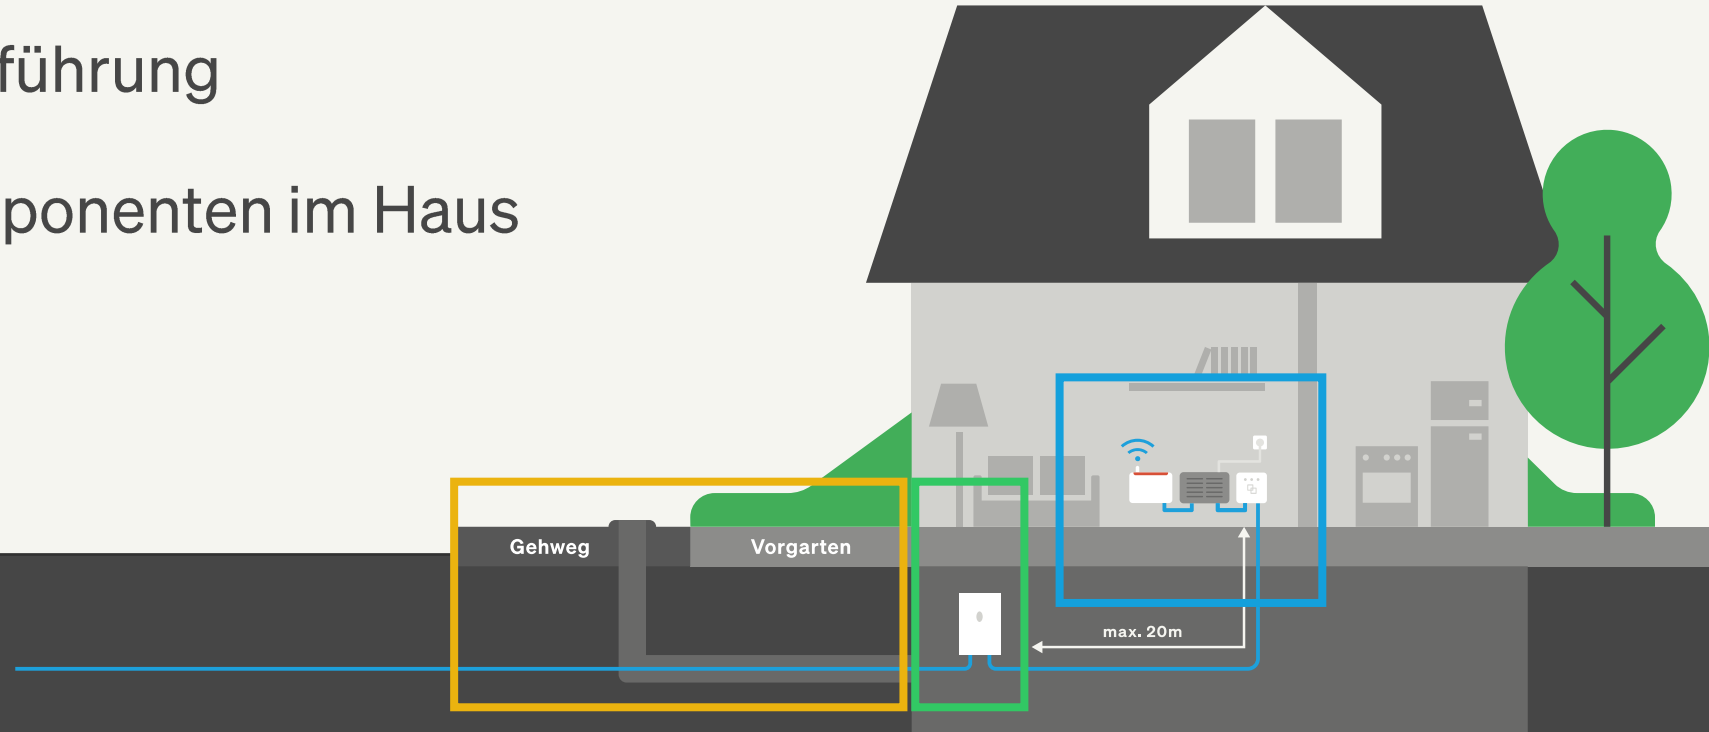 führung
ponenten im Haus
Gehweg
Vorgarten
max. 20m